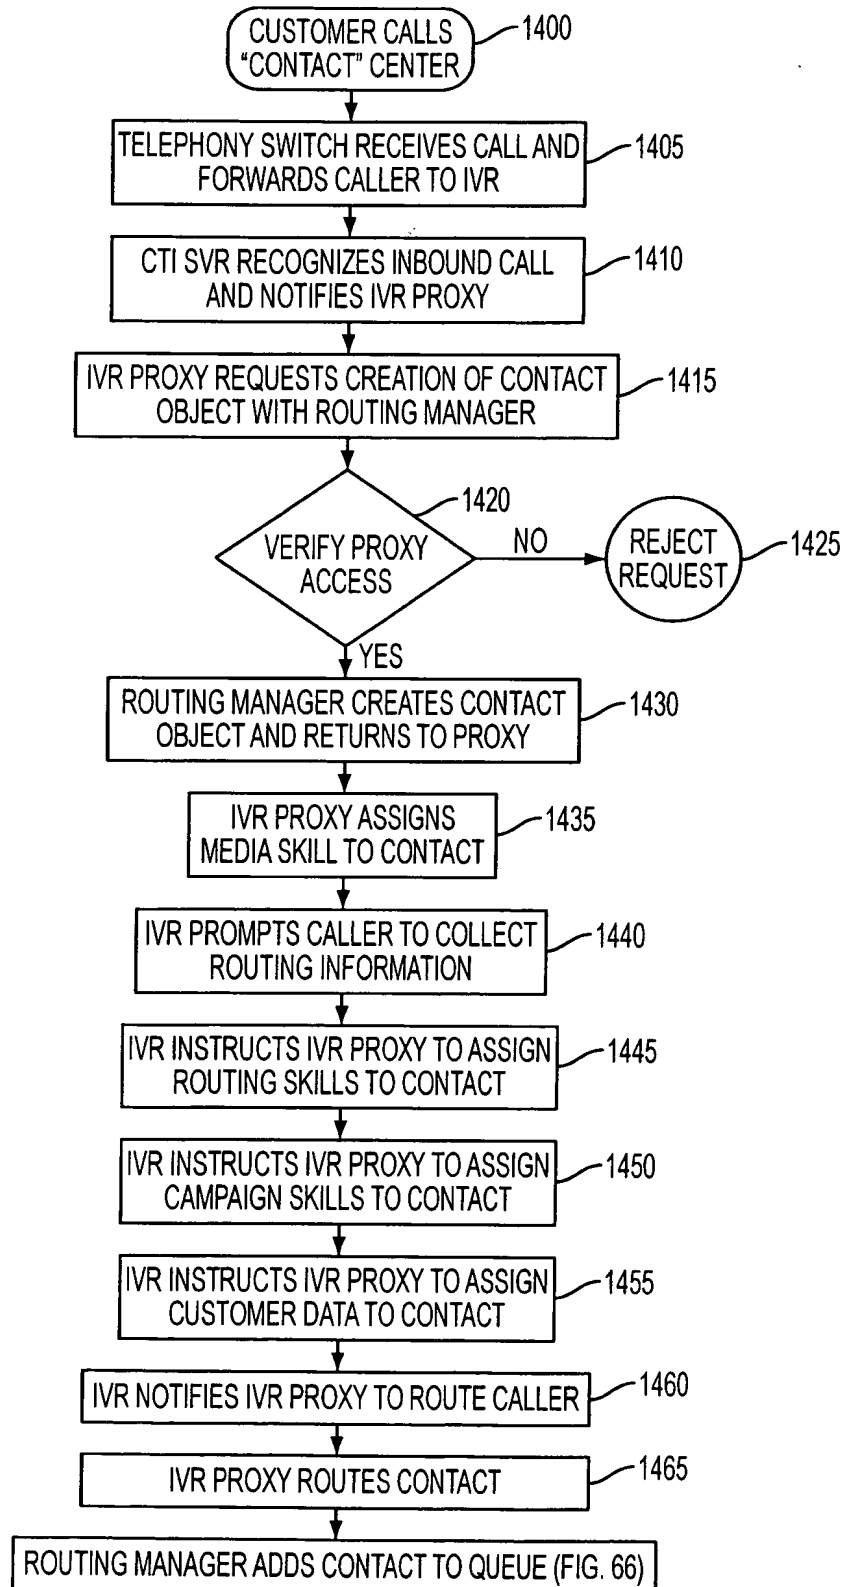 CUSTOMER CALLS
“CONTACT” CENTER
1400
TELEPHONY SWITCH RECEIVES CALL AND
FORWARDS CALLER TO IVR
1405
CTI SVR RECOGNIZES INBOUND CALL
AND NOTIFIES IVR PROXY
1410
IVR PROXY REQUESTS CREATION OF CONTACT
OBJECT WITH ROUTING MANAGER
1415
VERIFY PROXY
ACCESS
1420
NO
REJECT
REQUEST
1425
YES
ROUTING MANAGER CREATES CONTACT
OBJECT AND RETURNS TO PROXY
1430
IVR PROXY ASSIGNS
MEDIA SKILL TO CONTACT
1435
IVR PROMPTS CALLER TO COLLECT
ROUTING INFORMATION
1440
IVR INSTRUCTS IVR PROXY TO ASSIGN
ROUTING SKILLS TO CONTACT
1445
IVR INSTRUCTS IVR PROXY TO ASSIGN
CAMPAIGN SKILLS TO CONTACT
1450
IVR INSTRUCTS IVR PROXY TO ASSIGN
CUSTOMER DATA TO CONTACT
1455
IVR NOTIFIES IVR PROXY TO ROUTE CALLER
1460
IVR PROXY ROUTES CONTACT
1465
ROUTING MANAGER ADDS CONTACT TO QUEUE (FIG. 66)